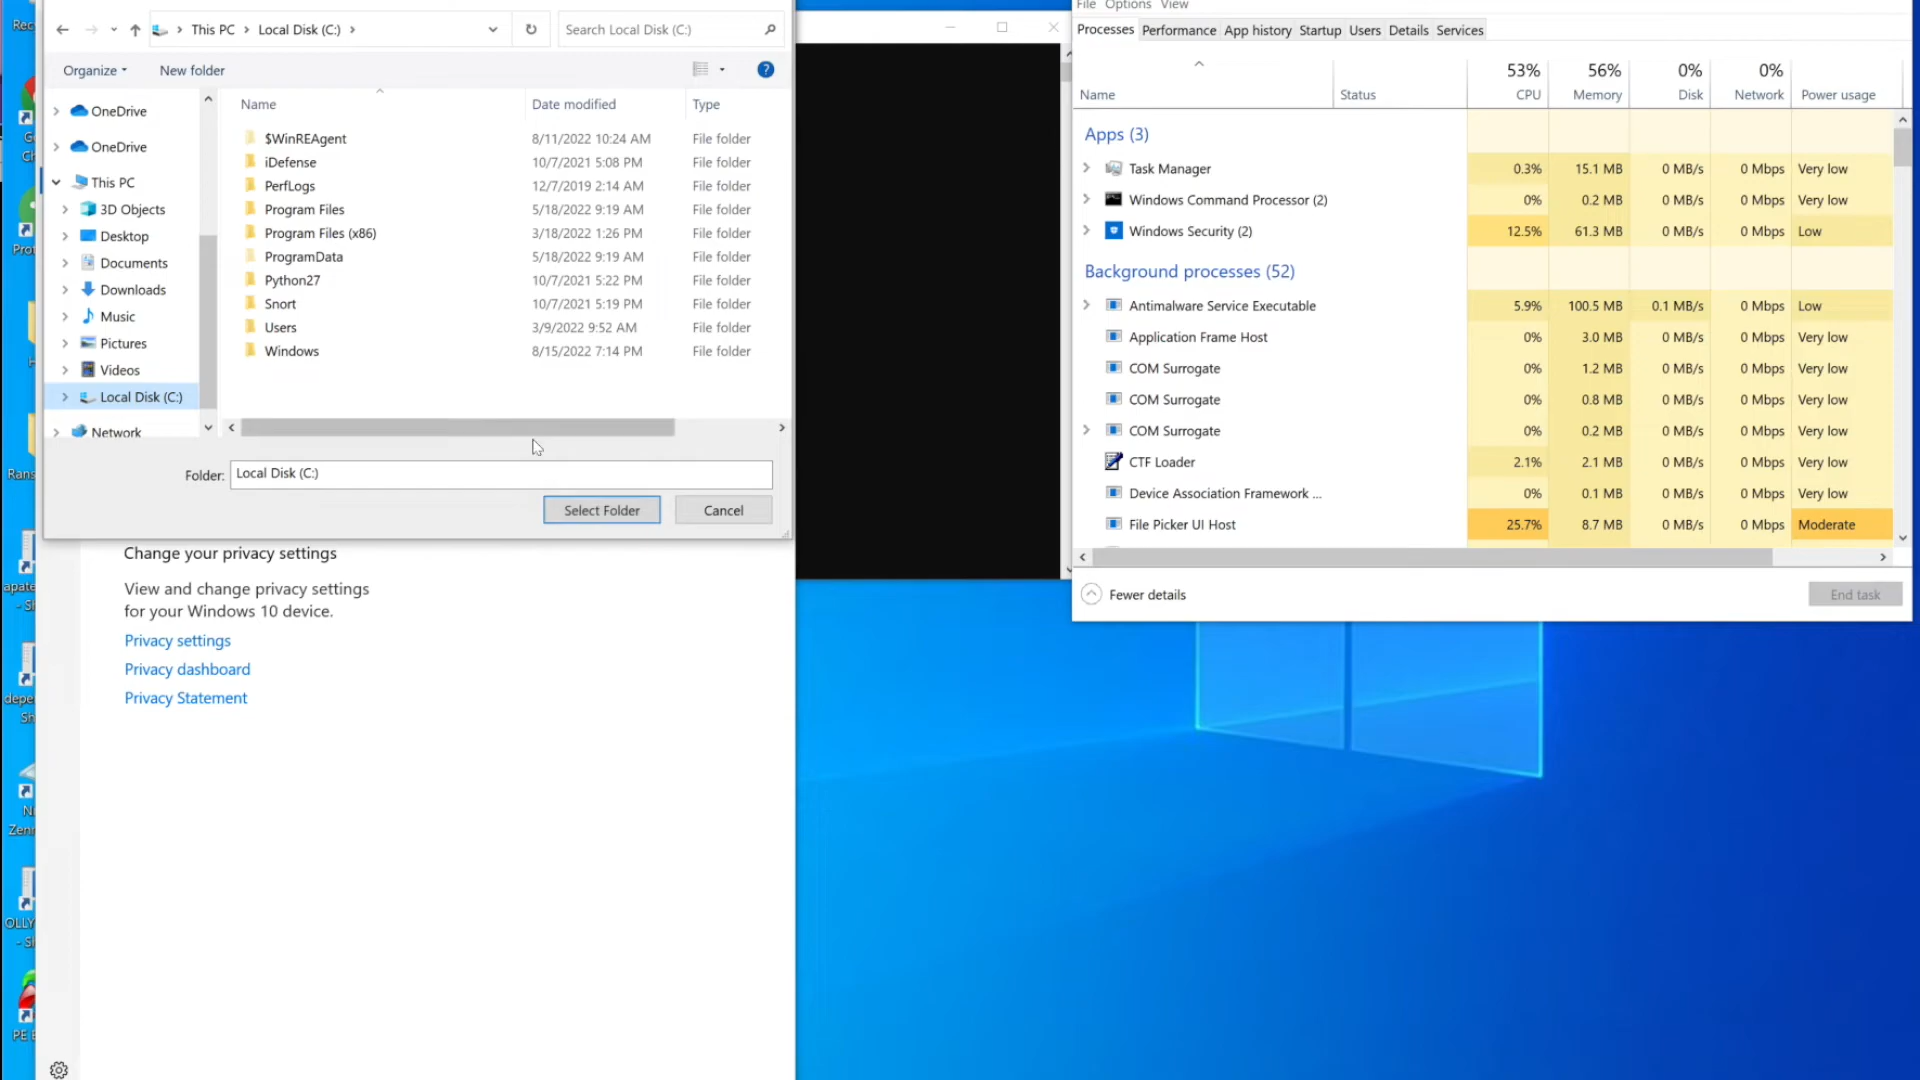 This PC
Local Disk (C:)
Search Local Disk (C:)
Organize
New folder
?
Name
Date modified
Type
OneDrive
OneDrive
This PC
3D Objects
Desktop
Documents
Downloads
Music
Pictures
Videos
Local Disk (C:)
Network
$WinREAgent 8/11/2022 10:24 AM File folder
iDefense 10/7/2021 5:08 PM File folder
PerfLogs 12/7/2019 2:14 AM File folder
Program Files 5/18/2022 9:19 AM File folder
Program Files (x86) 3/18/2022 1:26 PM File folder
ProgramData 5/18/2022 9:19 AM File folder
Python27 10/7/2021 5:22 PM File folder
Snort 10/7/2021 5:19 PM File folder
Users 3/9/2022 9:52 AM File folder
Windows 8/15/2022 7:14 PM File folder
Folder: Local Disk (C:)
Select Folder
Cancel
Change your privacy settings
View and change privacy settings
for your Windows 10 device.
Privacy settings
Privacy dashboard
Privacy Statement
File Options View
Processes Performance App history Startup Users Details Services
53% 56% 0% 0%
Name Status CPU Memory Disk Network Power usage
Apps (3)
Task Manager 0.3% 15.1 MB 0 MB/s 0 Mbps Very low
Windows Command Processor (2) 0% 0.2 MB 0 MB/s 0 Mbps Very low
Windows Security (2) 12.5% 61.3 MB 0 MB/s 0 Mbps Low
Background processes (52)
Antimalware Service Executable 5.9% 100.5 MB 0.1 MB/s 0 Mbps Low
Application Frame Host 0% 3.0 MB 0 MB/s 0 Mbps Very low
COM Surrogate 0% 1.2 MB 0 MB/s 0 Mbps Very low
COM Surrogate 0% 0.8 MB 0 MB/s 0 Mbps Very low
COM Surrogate 0% 0.2 MB 0 MB/s 0 Mbps Very low
CTF Loader 2.1% 2.1 MB 0 MB/s 0 Mbps Very low
Device Association Framework ... 0% 0.1 MB 0 MB/s 0 Mbps Very low
File Picker UI Host 25.7% 8.7 MB 0 MB/s 0 Mbps Moderate
Fewer details
End task